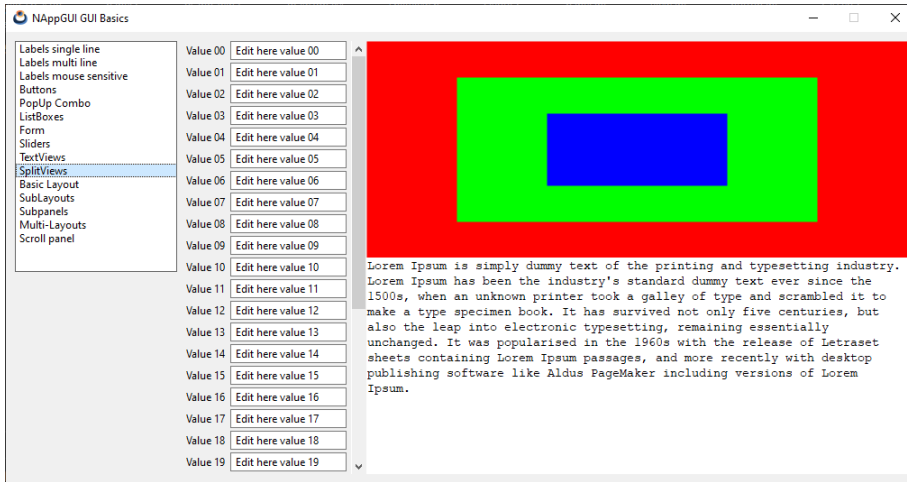 NAppGUI GUI Basics
Labels single line
Labels multi line
Labels mouse sensitive
Buttons
PopUp Combo
ListBoxes
Form
Sliders
TextViews
SplitViews
Basic Layout
SubLayouts
Subpanels
Multi-Layouts
Scroll panel
Value 00 Edit here value 00
Value 01 Edit here value 01
Value 02 Edit here value 02
Value 03 Edit here value 03
Value 04 Edit here value 04
Value 05 Edit here value 05
Value 06 Edit here value 06
Value 07 Edit here value 07
Value 08 Edit here value 08
Value 09 Edit here value 09
Value 10 Edit here value 10
Value 11 Edit here value 11
Value 12 Edit here value 12
Value 13 Edit here value 13
Value 14 Edit here value 14
Value 15 Edit here value 15
Value 16 Edit here value 16
Value 17 Edit here value 17
Value 18 Edit here value 18
Value 19 Edit here value 19
Lorem Ipsum is simply dummy text of the printing and typesetting industry.
Lorem Ipsum has been the industry's standard dummy text ever since the
1500s, when an unknown printer took a galley of type and scrambled it to
make a type specimen book. It has survived not only five centuries, but
also the leap into electronic typesetting, remaining essentially
unchanged. It was popularised in the 1960s with the release of Letraset
sheets containing Lorem Ipsum passages, and more recently with desktop
publishing software like Aldus PageMaker including versions of Lorem
Ipsum.